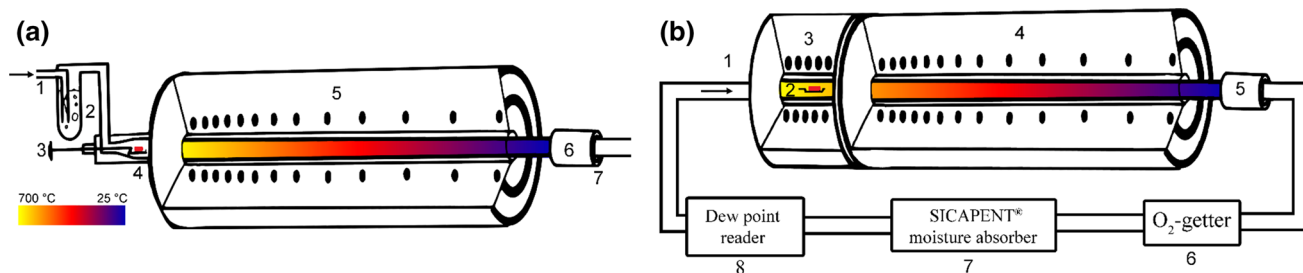 (a)
1
2
3
4
5
6
7
700 °C 25 °C
(b)
1
2
3
4
5
Dew point
reader
8
SICAPENT®
moisture absorber
7
O₂-getter
6